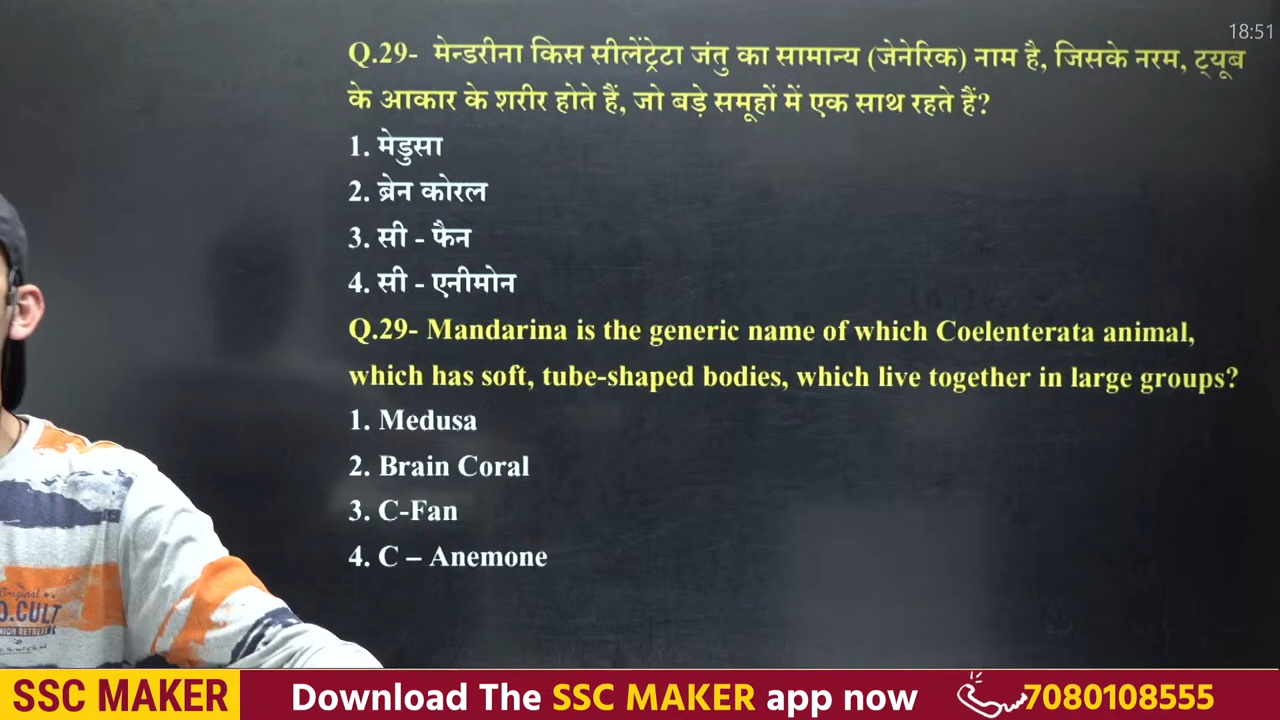 18:51
Q.29- मेन्डरीना किस सीलेंट्रेटा जंतु का सामान्य (जेनेरिक) नाम है, जिसके नरम, ट्यूब
के आकार के शरीर होते हैं, जो बड़े समूहों में एक साथ रहते हैं?
1. मेडुसा
2. ब्रेन कोरल
3. सी - फैन
4. सी - एनीमोन
Q.29- Mandarina is the generic name of which Coelenterata animal,
which has soft, tube-shaped bodies, which live together in large groups?
1. Medusa
2. Brain Coral
3. C-Fan
4. C – Anemone
Original
O.CULT
SSC MAKER
Download The SSC MAKER app now
7080108555